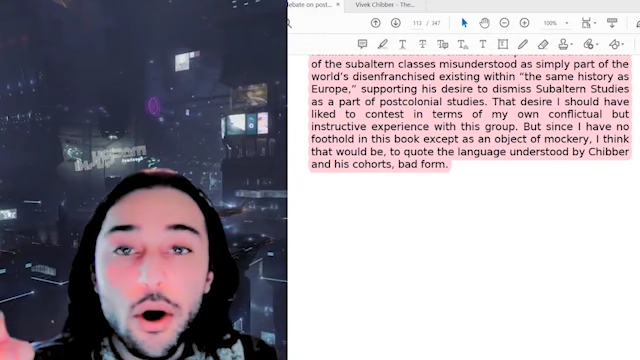 debate on post...
Vivek Chibber - The...
113 / 347
100%
of the subaltern classes misunderstood as simply part of the
world's disenfranchised existing within "the same history as
Europe," supporting his desire to dismiss Subaltern Studies
as a part of postcolonial studies. That desire I should have
liked to contest in terms of my own conflictual but
instructive experience with this group. But since I have no
foothold in this book except as an object of mockery, I think
that would be, to quote the language understood by Chibber
and his cohorts, bad form.